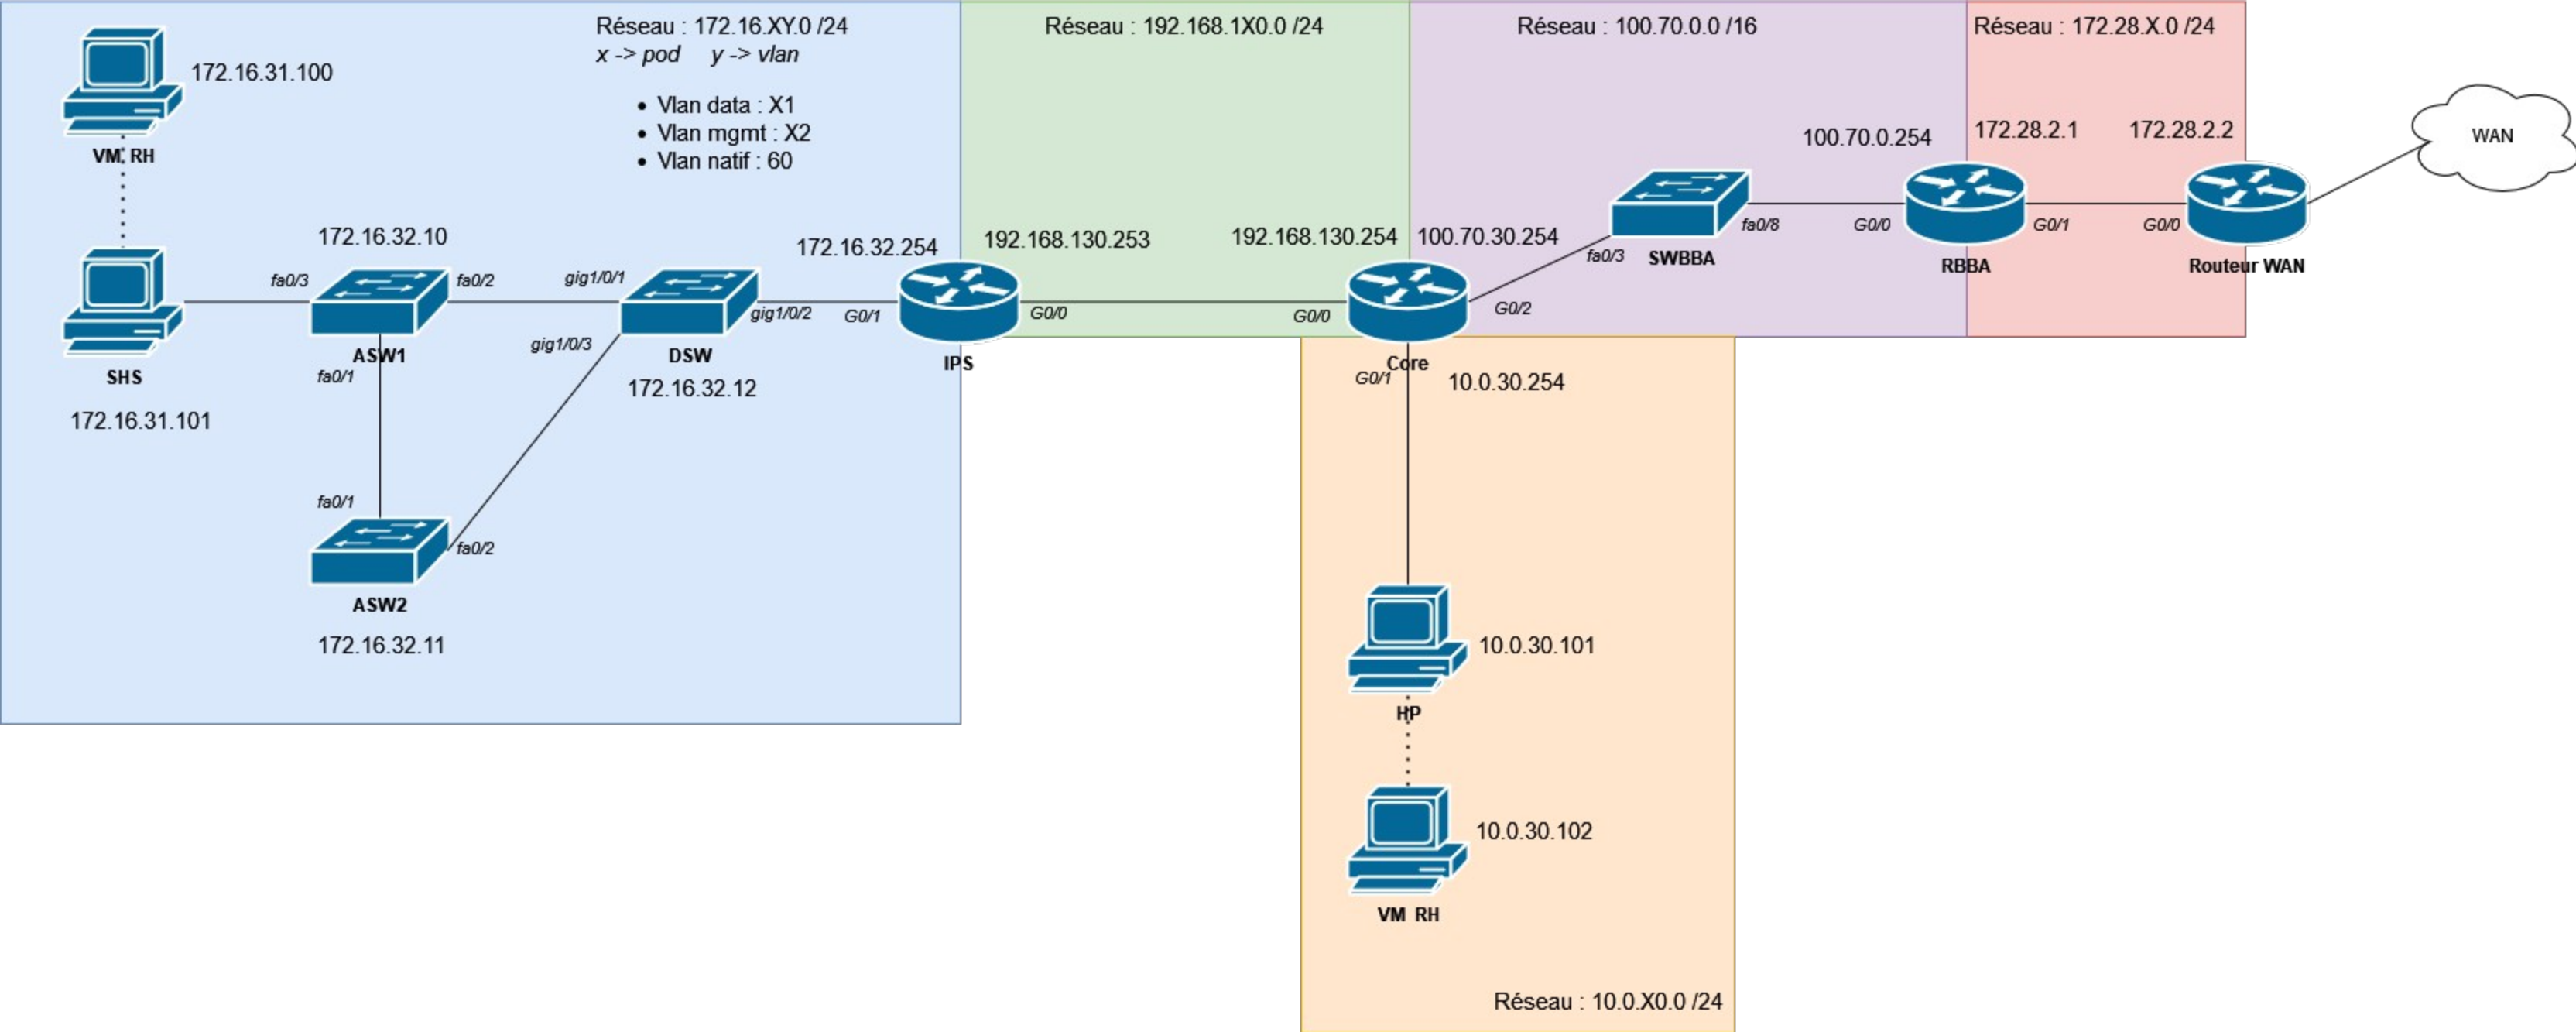 Réseau : 172.16.XY.0 /24
x -> pod    y -> vlan
• Vlan data : X1
• Vlan mgmt : X2
• Vlan natif : 60
172.16.31.100
VM RH
SHS
172.16.31.101
172.16.32.10
fa0/3
fa0/2
ASW1
fa0/1
fa0/1
fa0/2
ASW2
172.16.32.11
gig1/0/1
gig1/0/2
gig1/0/3
DSW
172.16.32.12
172.16.32.254
G0/1
IPS
Réseau : 192.168.1X0.0 /24
192.168.130.253
G0/0
192.168.130.254
G0/0
Core
Réseau : 100.70.0.0 /16
100.70.30.254
G0/2
fa0/3
SWBBA
fa0/8
100.70.0.254
G0/0
RBBA
Réseau : 172.28.X.0 /24
172.28.2.1
G0/1
172.28.2.2
G0/0
Routeur WAN
WAN
G0/1
10.0.30.254
10.0.30.101
HP
10.0.30.102
VM RH
Réseau : 10.0.X0.0 /24